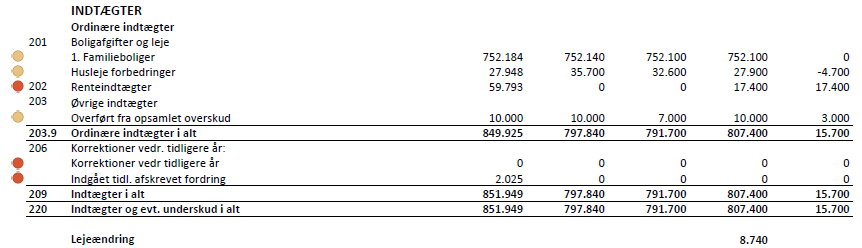 INDTÆGTER
Ordinære indtægter
201 Boligafgifter og leje
1. Familieboliger 752.184 752.140 752.100 752.100 0
Husleje forbedringer 27.948 35.700 32.600 27.900 -4.700
202 Renteindtægter 59.793 0 0 17.400 17.400
203 Øvrige indtægter
Overført fra opsamlet overskud 10.000 10.000 7.000 10.000 3.000
203.9 Ordinære indtægter i alt 849.925 797.840 791.700 807.400 15.700
206 Korrektioner vedr. tidligere år:
Korrektioner vedr tidligere år 0 0 0 0 0
Indgået tidl. afskrevet fordring 2.025 0 0 0 0
209 Indtægter i alt 851.949 797.840 791.700 807.400 15.700
220 Indtægter og evt. underskud i alt 851.949 797.840 791.700 807.400 15.700
Lejeændring 8.740